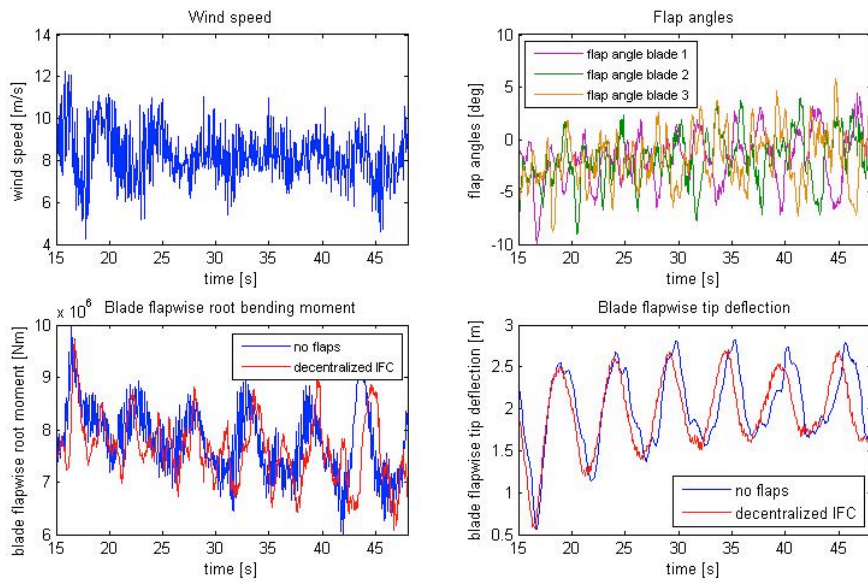 Wind speed
wind speed [m/s]
14
12
10
8
6
4
15 20 25 30 35 40 45
time [s]
Flap angles
flap angles [deg]
10
5
0
-5
-10
flap angle blade 1
flap angle blade 2
flap angle blade 3
15 20 25 30 35 40 45
time [s]
Blade flapwise root bending moment
x 10^6
blade flapwise root moment [Nm]
10
9
8
7
6
no flaps
decentralized IFC
15 20 25 30 35 40 45
time [s]
Blade flapwise tip deflection
blade flapwise tip deflection [m]
3
2.5
2
1.5
1
0.5
no flaps
decentralized IFC
15 20 25 30 35 40 45
time [s]